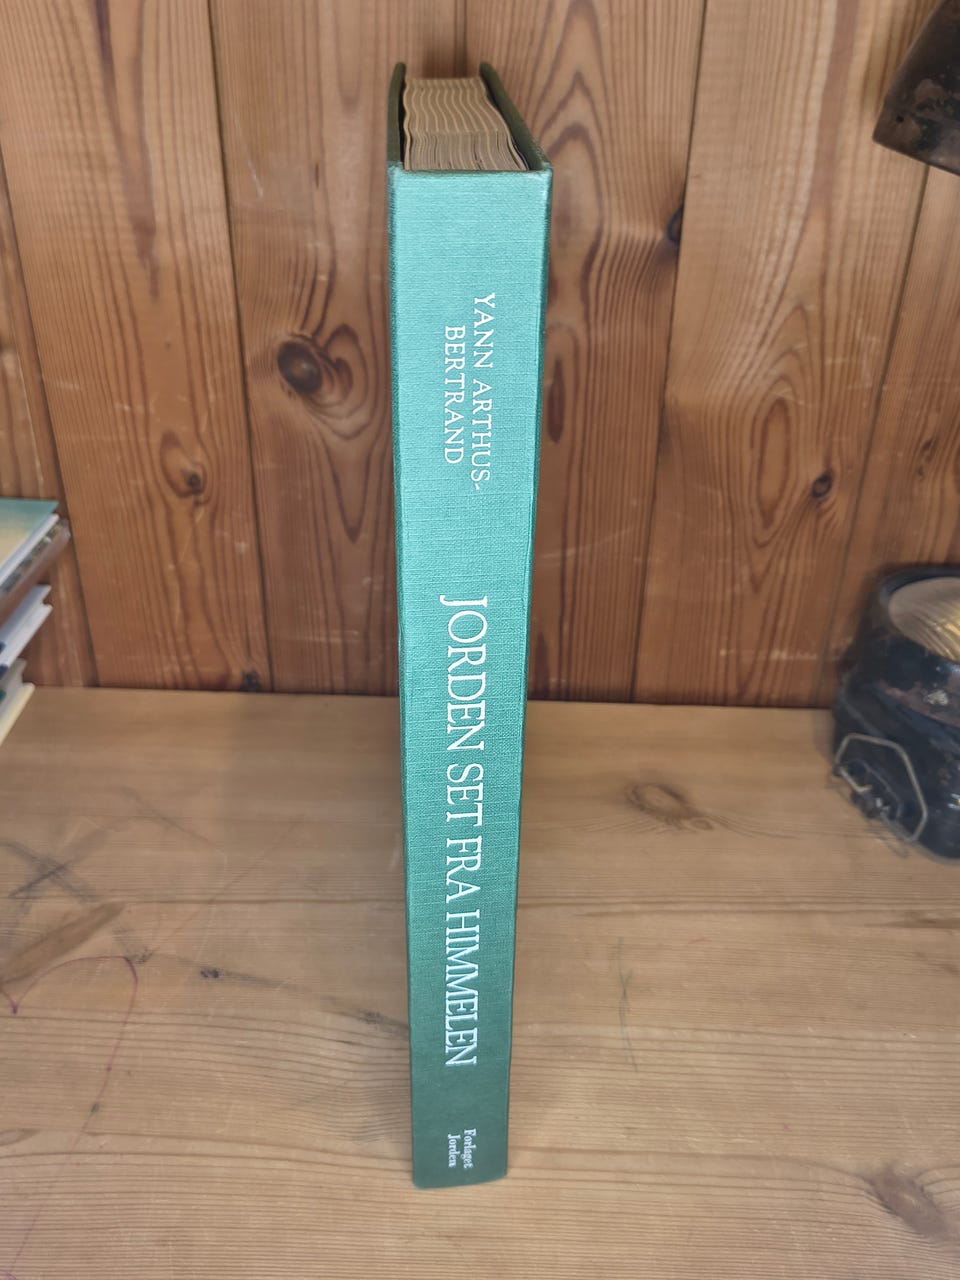 YANN ARTHUS-
BERTRAND
JORDEN SET FRA HIMMELEN
Forlaget
Jorden